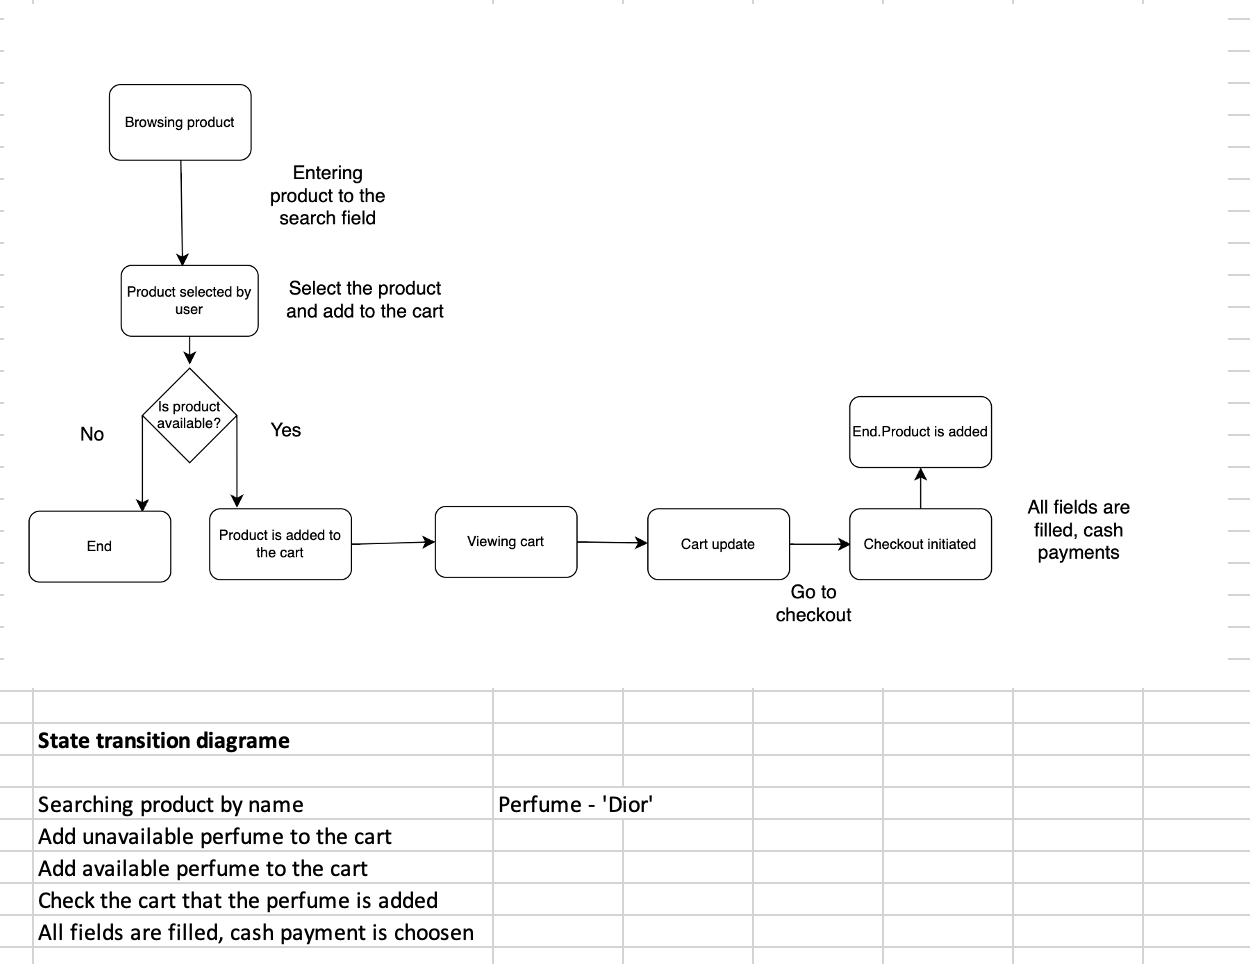 Browsing product
Entering
product to the
search field
Product selected by
user
Select the product
and add to the cart
Is product
available?
No
Yes
End
Product is added to
the cart
Viewing cart
Cart update
Go to
checkout
Checkout initiated
End.Product is added
All fields are
filled, cash
payments
State transition diagrame
Searching product by name
Perfume - 'Dior'
Add unavailable perfume to the cart
Add available perfume to the cart
Check the cart that the perfume is added
All fields are filled, cash payment is choosen